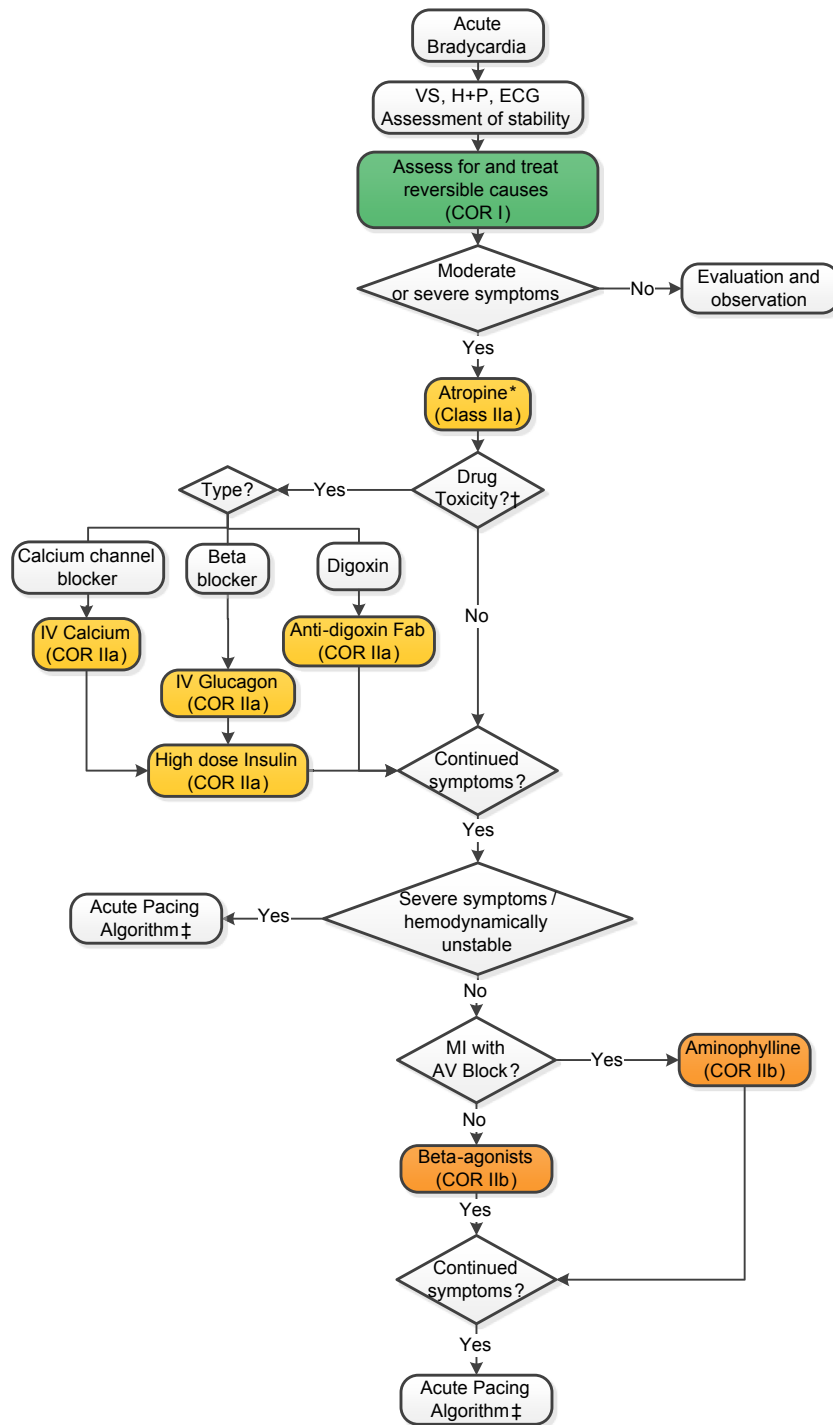 Acute
Bradycardia
VS, H+P, ECG
Assessment of stability
Assess for and treat
reversible causes
(COR I)
Moderate
or severe symptoms
No
Evaluation and
observation
Yes
Atropine*
(Class IIa)
Drug
Toxicity?†
Yes
Type?
Calcium channel
blocker
Beta
blocker
Digoxin
No
IV Calcium
(COR IIa)
Anti-digoxin Fab
(COR IIa)
IV Glucagon
(COR IIa)
High dose Insulin
(COR IIa)
Continued
symptoms?
Yes
Severe symptoms /
hemodynamically
unstable
Yes
Acute Pacing
Algorithm‡
No
MI with
AV Block?
Yes
Aminophylline
(COR IIb)
No
Beta-agonists
(COR IIb)
Yes
Continued
symptoms?
Yes
Acute Pacing
Algorithm‡